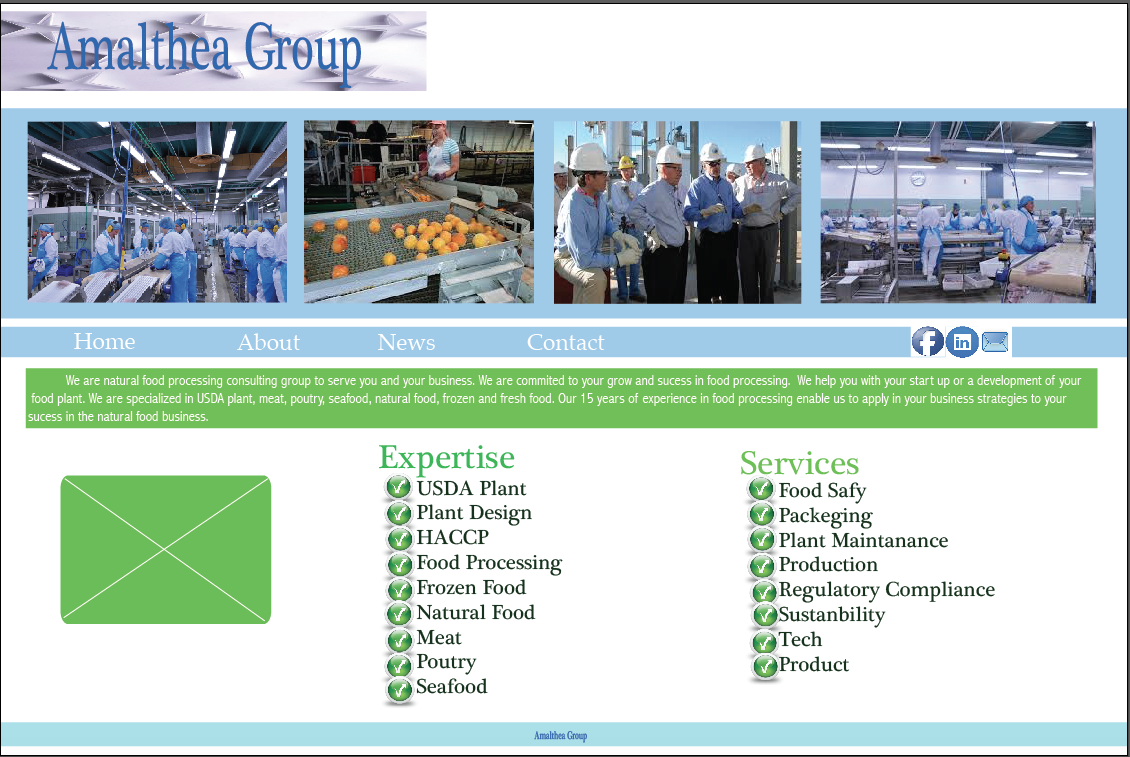 Amalthea Group
Home About News Contact
f in
We are natural food processing consulting group to serve you and your business. We are commited to your grow and sucess in food processing. We help you with your start up or a development of your
food plant. We are specialized in USDA plant, meat, poutry, seafood, natural food, frozen and fresh food. Our 15 years of experience in food processing enable us to apply in your business strategies to your
sucess in the natural food business.
Expertise
USDA Plant
Plant Design
HACCP
Food Processing
Frozen Food
Natural Food
Meat
Poutry
Seafood
Services
Food Safy
Packeging
Plant Maintanance
Production
Regulatory Compliance
Sustanbility
Tech
Product
Amalthea Group